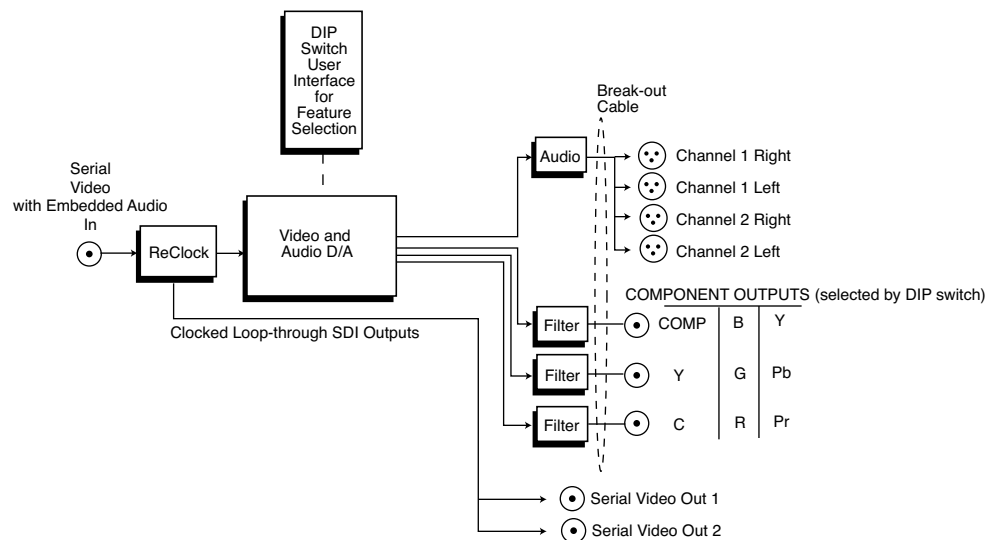 DIP
Switch
User
Interface
for
Feature
Selection
Break-out
Cable
Serial
Video
with Embedded Audio
In
ReClock
Video and
Audio D/A
Audio
Channel 1 Right
Channel 1 Left
Channel 2 Right
Channel 2 Left
COMPONENT OUTPUTS (selected by DIP switch)
Clocked Loop-through SDI Outputs
Filter COMP B Y
Filter Y G Pb
Filter C R Pr
Serial Video Out 1
Serial Video Out 2